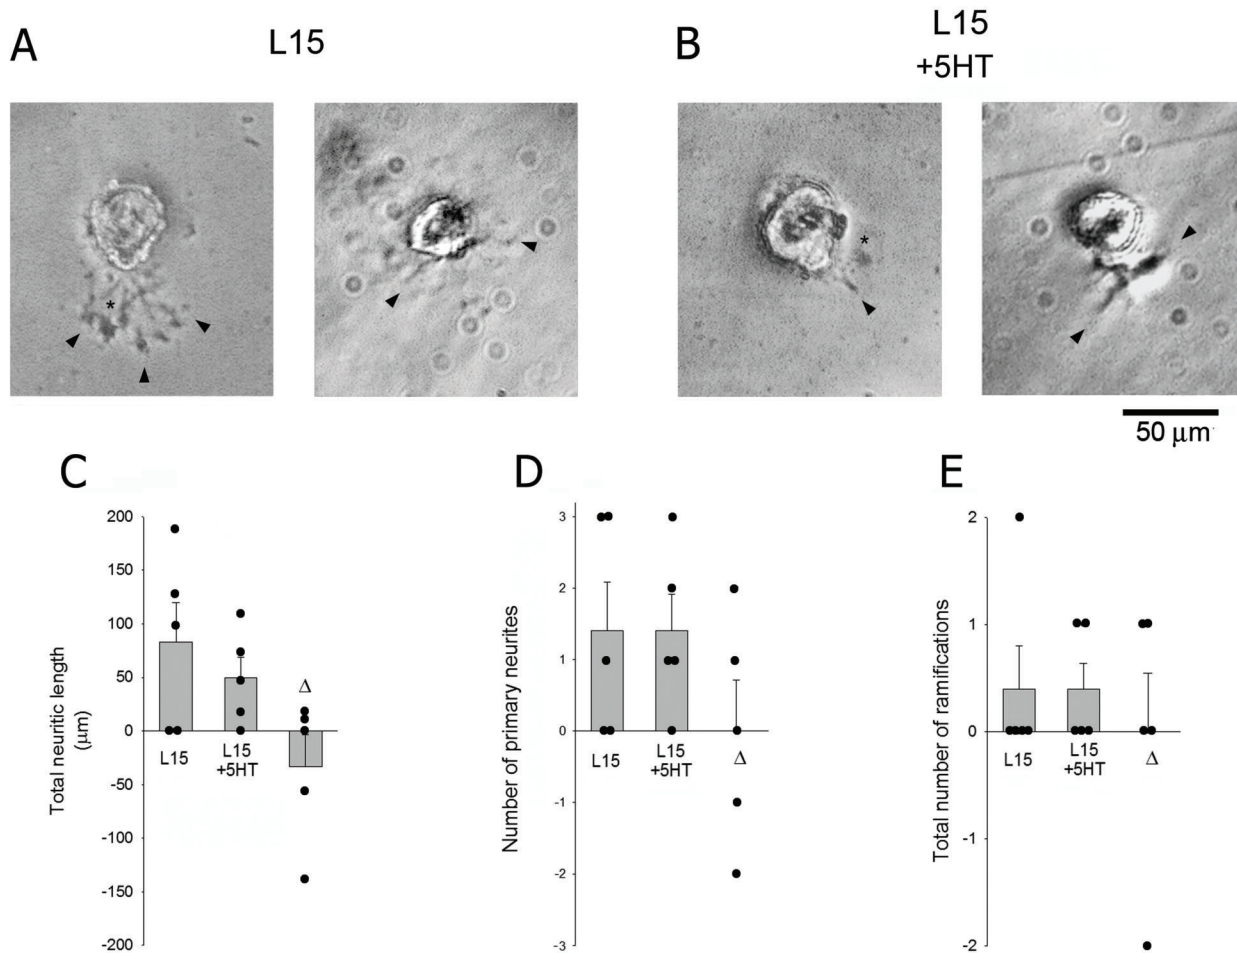 A
L15
B
L15
+5HT
*
*
50 μm
C
Total neuritic length
(μm)
200
150
100
50
0
-50
-100
-150
-200
L15
L15
+5HT
Δ
D
Number of primary neurites
3
2
1
0
-1
-2
-3
L15
L15
+5HT
Δ
E
Total number of ramifications
2
1
0
-1
-2
L15
L15
+5HT
Δ